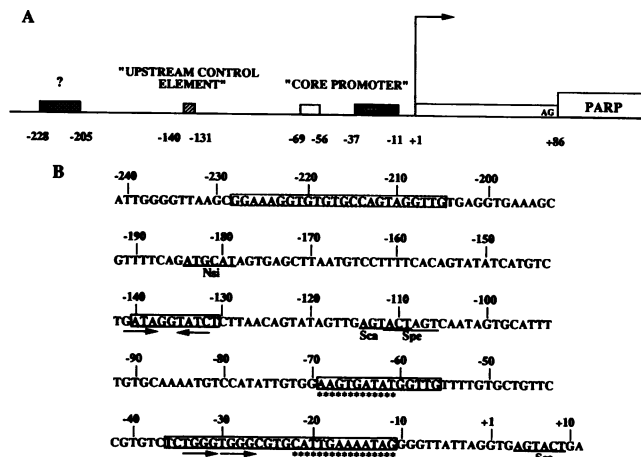 A
?
"UPSTREAM CONTROL
ELEMENT"
"CORE PROMOTER"
AG
PARP
-228 -205 -140 -131 -69 -56 -37 -11 +1 +86
B
-240 -230 -220 -210 -200
ATTGGGGTTAAGCGGAAAGGTGTGTGCCAGTAGGTTGTGAGGTGAAAGC
-190 -180 -170 -160 -150
GTTTTCAGATGCATAGTGAGCTTAATGTCCTTTTCACAGTATATCATGTC
Nsi
-140 -130 -120 -110 -100
TGATAGGTATCTCTTAACAGTATAGTTGAGTACTAGTCAATAGTGCATTT
Sca Spe
-90 -80 -70 -60 -50
TGTGCAAAATGTCCATATTGTGGAAGTGATATGGTTGTTTTGTGCTGTTC
-40 -30 -20 -10 +1 +10
CGTGTCTCTGGGTGGGCGTGCATTGAAAATAGGGGTTATTAGGTGAGTACTGA